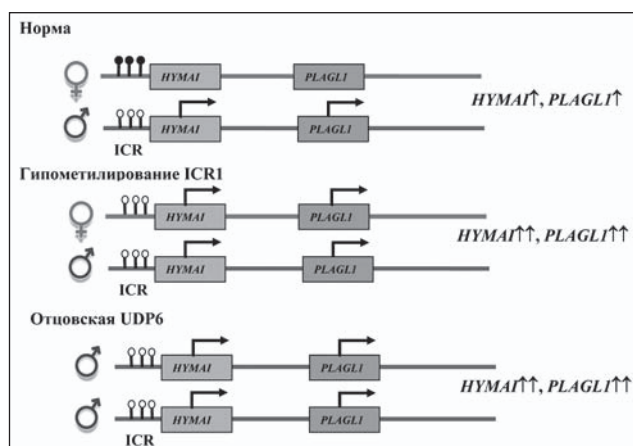 Норма
HYMAI PLAGL1
HYMAI↑, PLAGL1↑
HYMAI PLAGL1
ICR
Гипометилирование ICR1
HYMAI PLAGL1
HYMAI↑↑, PLAGL1↑↑
HYMAI PLAGL1
ICR
Отцовская UDP6
HYMAI PLAGL1
HYMAI↑↑, PLAGL1↑↑
HYMAI PLAGL1
ICR